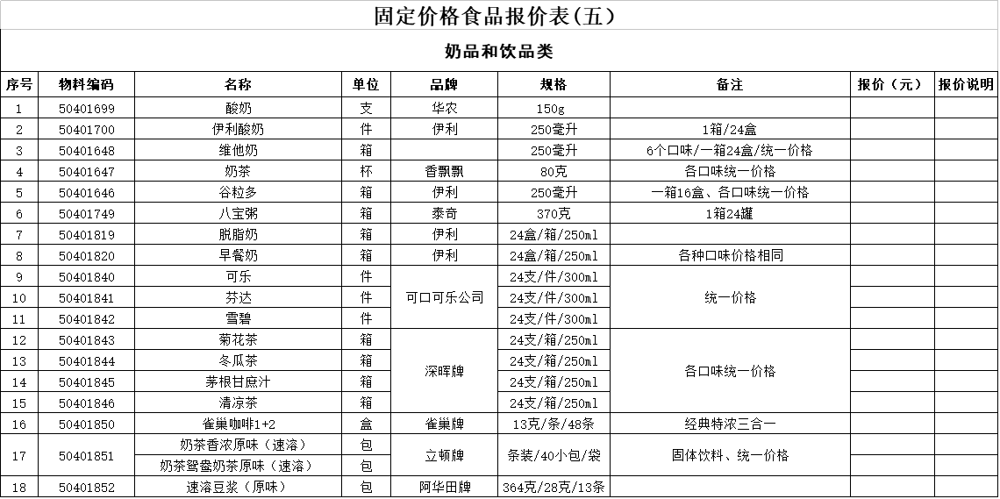 固定价格食品报价表(五）
奶品和饮品类
序号 物料编码 名称 单位 品牌 规格 备注 报价（元） 报价说明
1 50401699 酸奶 支 华农 150g
2 50401700 伊利酸奶 件 伊利 250毫升 1箱/24盒
3 50401648 维他奶 箱 250毫升 6个口味/一箱24盒/统一价格
4 50401647 奶茶 杯 香飘飘 80克 各口味统一价格
5 50401646 谷粒多 箱 伊利 250毫升 一箱16盒、各口味统一价格
6 50401749 八宝粥 箱 泰奇 370克 1箱24罐
7 50401819 脱脂奶 箱 伊利 24盒/箱/250ml
8 50401820 早餐奶 箱 伊利 24盒/箱/250ml 各种口味价格相同
9 50401840 可乐 件 24支/件/300ml
10 50401841 芬达 件 可口可乐公司 24支/件/300ml 统一价格
11 50401842 雪碧 件 24支/件/300ml
12 50401843 菊花茶 箱 24支/箱/250ml
13 50401844 冬瓜茶 箱 24支/箱/250ml
深晖牌 各口味统一价格
14 50401845 茅根甘庶汁 箱 24支/箱/250ml
15 50401846 清凉茶 箱 24支/箱/250ml
16 50401850 雀巢咖啡1+2 盒 雀巢牌 13克/条/48条 经典特浓三合一
奶茶香浓原味（速溶） 包
17 50401851 立顿牌 条装/40小包/袋 固体饮料、统一价格
奶茶鸳鸯奶茶原味（速溶） 包
18 50401852 速溶豆浆（原味） 包 阿华田牌 364克/28克/13条